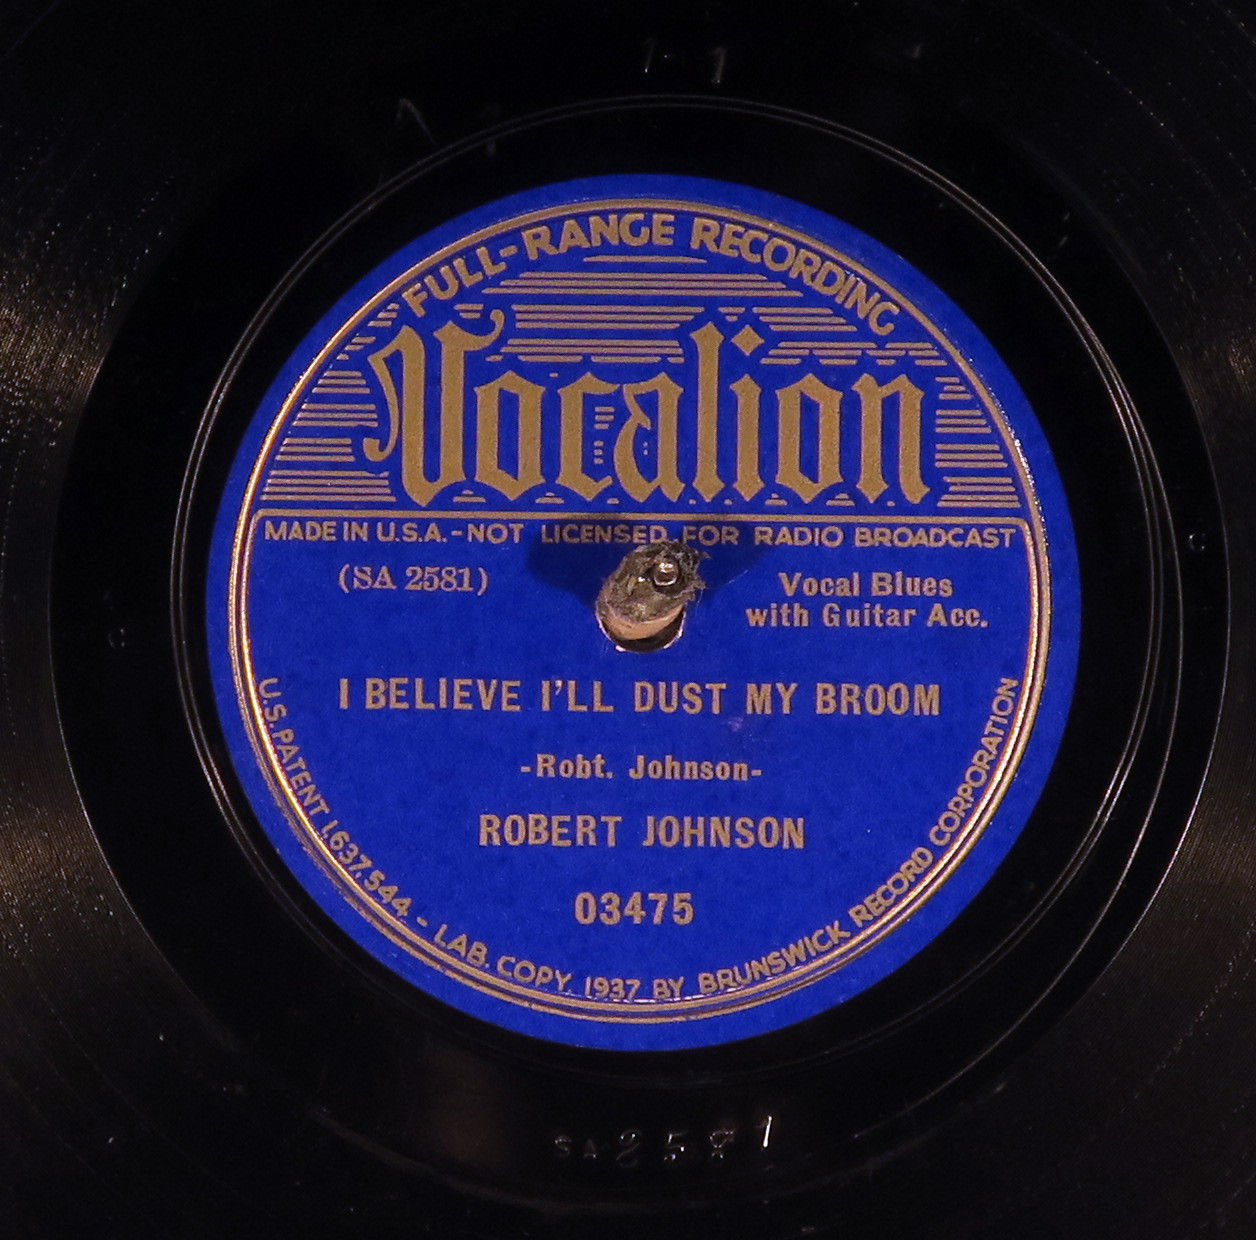 1 1
FULL-RANGE RECORDING
Vocalion
MADE IN U.S.A.-NOT LICENSED FOR RADIO BROADCAST
(SA 2581)
Vocal Blues
with Guitar Acc.
I BELIEVE I'LL DUST MY BROOM
-Robt. Johnson-
ROBERT JOHNSON
03475
U.S. PATENT 1,637,544 - LAB. COPY. 1937 BY BRUNSWICK RECORD CORPORATION
SA 2581